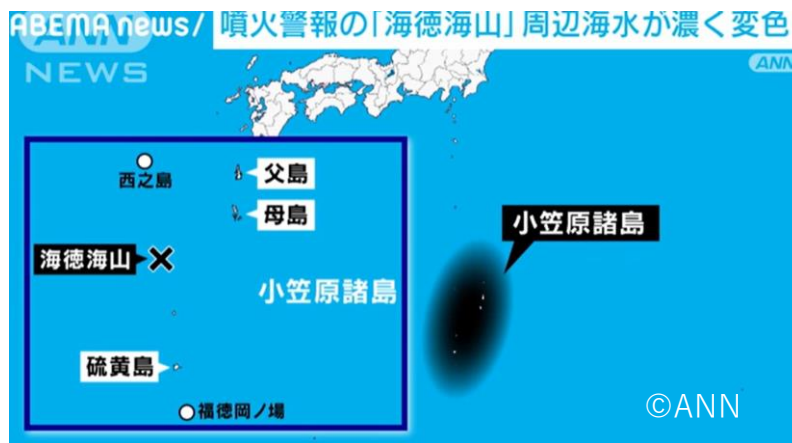 ABEMA news/
噴火警報の「海徳海山」周辺海水が濃く変色
ANN
NEWS
ANN
西之島
父島
母島
海徳海山
小笠原諸島
硫黄島
福徳岡ノ場
小笠原諸島
©ANN